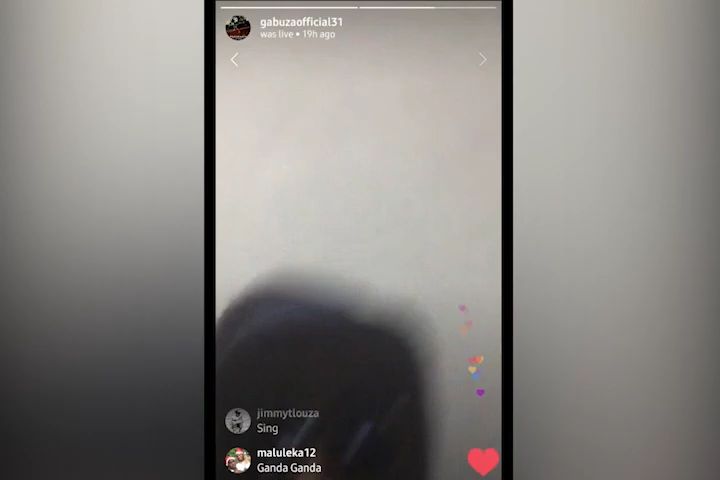 gabuzaofficial31
was live • 19h ago
jimmytlouza
Sing
maluleka12
Ganda Ganda